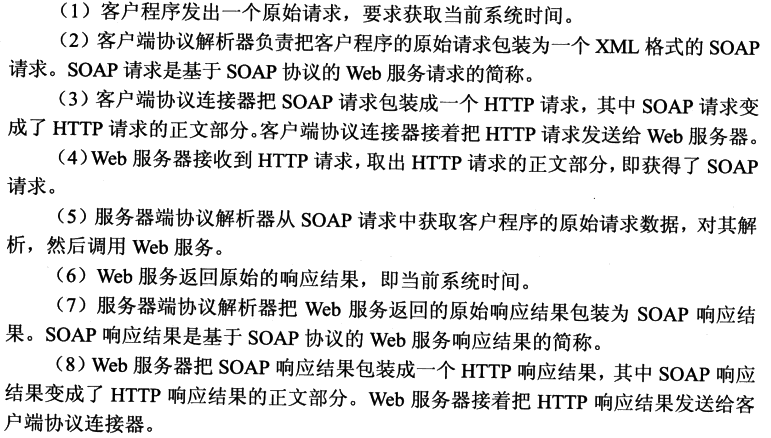 （1）客户程序发出一个原始请求，要求获取当前系统时间。
（2）客户端协议解析器负责把客户程序的原始请求包装为一个 XML 格式的 SOAP
请求。SOAP 请求是基于 SOAP 协议的 Web 服务请求的简称。
（3）客户端协议连接器把 SOAP 请求包装成一个 HTTP 请求，其中 SOAP 请求变
成了 HTTP 请求的正文部分。客户端协议连接器接着把 HTTP 请求发送给 Web 服务器。
（4）Web 服务器接收到 HTTP 请求，取出 HTTP 请求的正文部分，即获得了 SOAP
请求。
（5）服务器端协议解析器从 SOAP 请求中获取客户程序的原始请求数据，对其解
析，然后调用 Web 服务。
（6）Web 服务返回原始的响应结果，即当前系统时间。
（7）服务器端协议解析器把 Web 服务返回的原始响应结果包装为 SOAP 响应结
果。SOAP 响应结果是基于 SOAP 协议的 Web 服务响应结果的简称。
（8）Web 服务器把 SOAP 响应结果包装成一个 HTTP 响应结果，其中 SOAP 响应
结果变成了 HTTP 响应结果的正文部分。Web 服务器接着把 HTTP 响应结果发送给客
户端协议连接器。